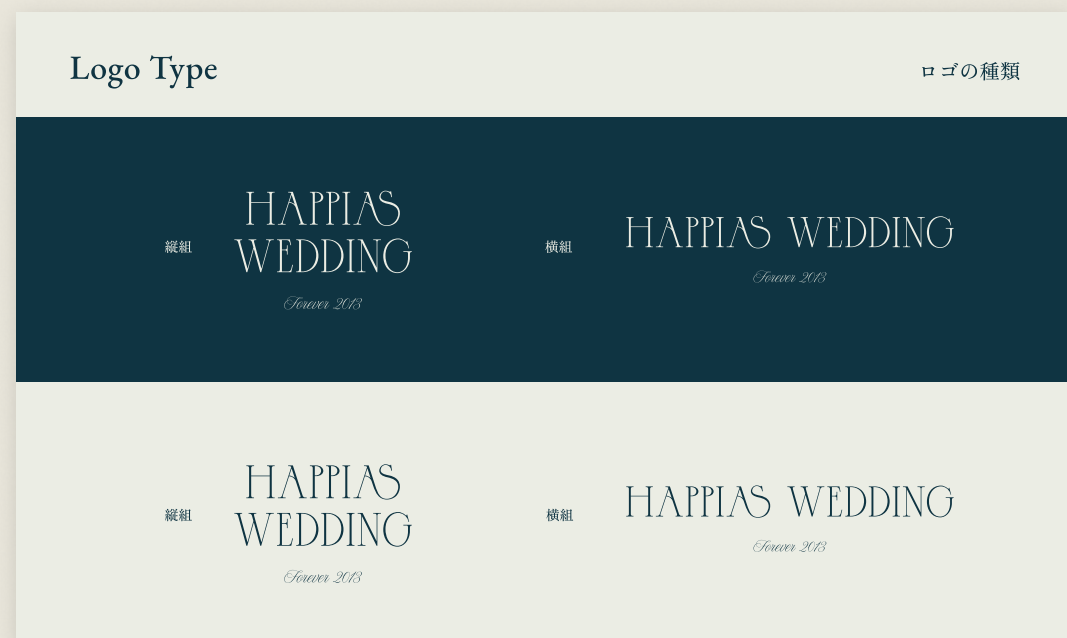 Logo Type
ロゴの種類
縦組
HAPPIAS
WEDDING
Forever 2013
横組
HAPPIAS WEDDING
Forever 2013
縦組
HAPPIAS
WEDDING
Forever 2013
横組
HAPPIAS WEDDING
Forever 2013